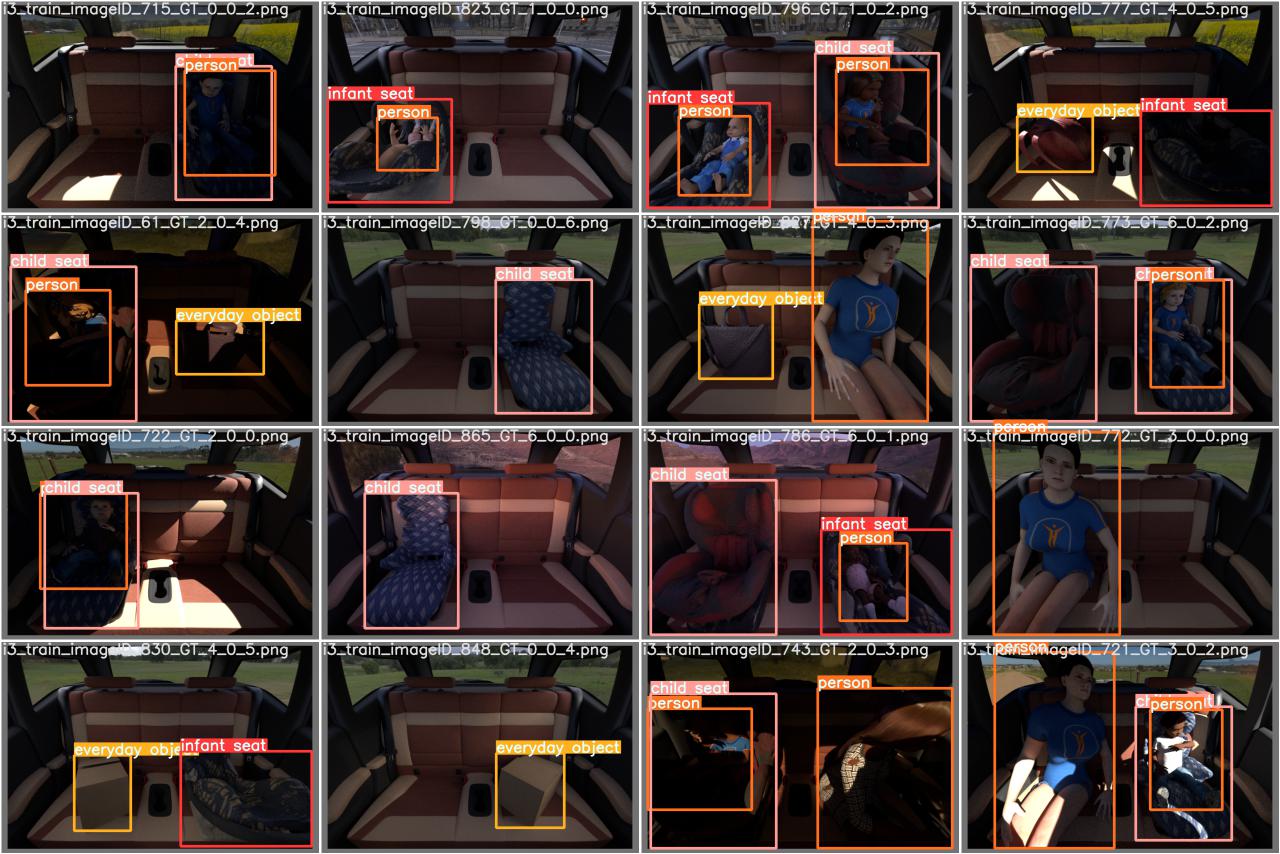 i3_train_imageID_715_GT_0_0_2.png
person
i3_train_imageID_823_GT_1_0_0.png
infant seat
person
i3_train_imageID_796_GT_1_0_2.png
child seat
person
infant seat
person
i3_train_imageID_777_GT_4_0_5.png
everyday object
infant seat
i3_train_imageID_61_GT_2_0_4.png
child seat
person
everyday object
i3_train_imageID_798_GT_0_0_6.png
child seat
person
everyday object
i3_train_imageID_773_GT_6_0_2.png
child seat
person
i3_train_imageID_722_GT_2_0_0.png
child seat
i3_train_imageID_865_GT_6_0_0.png
child seat
i3_train_imageID_786_GT_6_0_1.png
child seat
infant seat
person
person
i3_train_imageID_772_GT_3_0_0.png
i3_train_imageID_830_GT_4_0_5.png
everyday obje
infant seat
i3_train_imageID_848_GT_0_0_4.png
everyday object
i3_train_imageID_743_GT_2_0_3.png
child seat
person
person
i3_train_imageID_721_GT_3_0_2.png
person
person